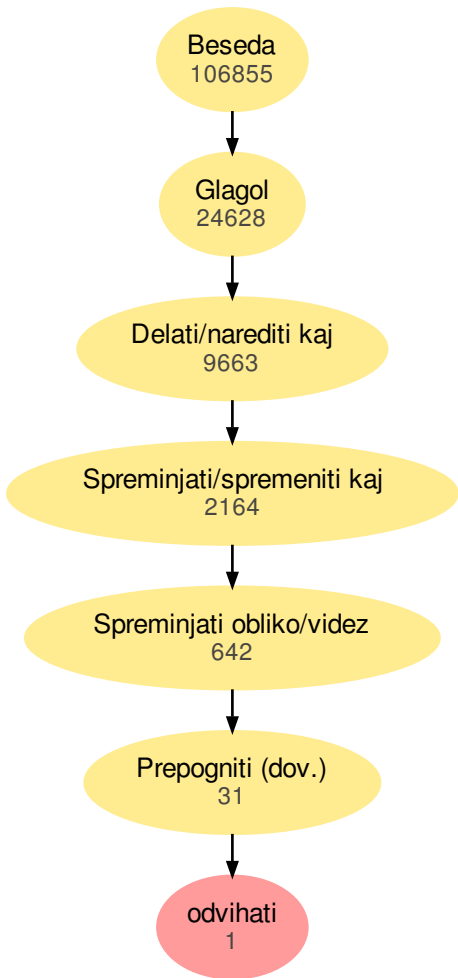 Beseda
106855
Glagol
24628
Delati/narediti kaj
9663
Spreminjati/spremeniti kaj
2164
Spreminjati obliko/videz
642
Prepogniti (dov.)
31
odvihati
1